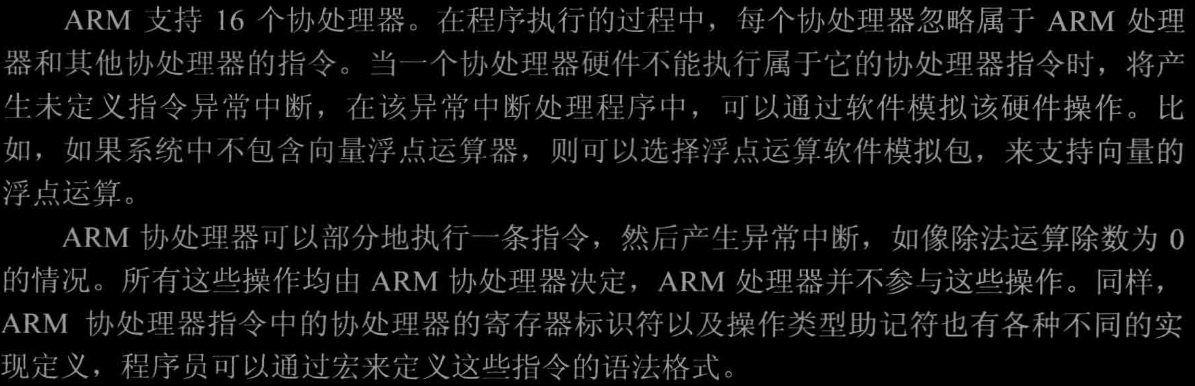 ARM 支持 16 个协处理器。在程序执行的过程中，每个协处理器忽略属于 ARM 处理
器和其他协处理器的指令。当一个协处理器硬件不能执行属于它的协处理器指令时，将产
生未定义指令异常中断，在该异常中断处理程序中，可以通过软件模拟该硬件操作。比
如，如果系统中不包含向量浮点运算器，则可以选择浮点运算软件模拟包，来支持向量的
浮点运算。
ARM 协处理器可以部分地执行一条指令，然后产生异常中断，如像除法运算除数为 0
的情况。所有这些操作均由 ARM 协处理器决定，ARM 处理器并不参与这些操作。同样，
ARM 协处理器指令中的协处理器的寄存器标识符以及操作类型助记符也有各种不同的实
现定义，程序员可以通过宏来定义这些指令的语法格式。